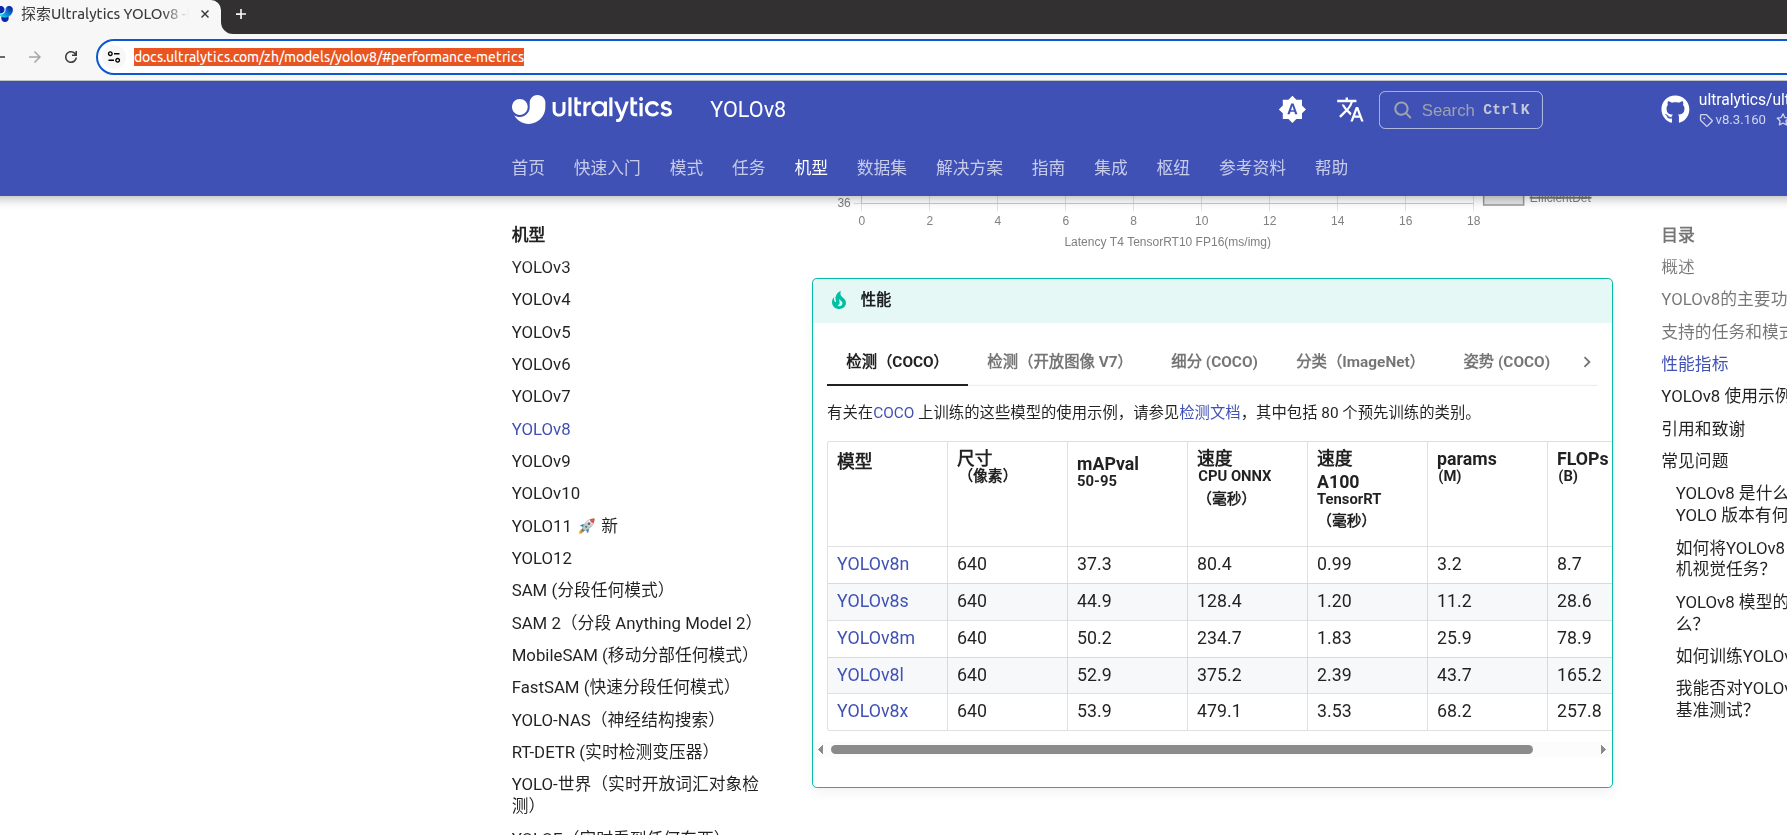 探索Ultralytics YOLOv8 -
docs.ultralytics.com/zh/models/yolov8/#performance-metrics
ultralytics
YOLOv8
A
Search Ctrl K
ultralytics/ult
v8.3.160
首页 快速入门 模式 任务 机型 数据集 解决方案 指南 集成 枢纽 参考资料 帮助
机型
YOLOv3
YOLOv4
YOLOv5
YOLOv6
YOLOv7
YOLOv8
YOLOv9
YOLOv10
YOLO11 🚀 新
YOLO12
SAM (分段任何模式）
SAM 2（分段 Anything Model 2）
MobileSAM (移动分部任何模式）
FastSAM (快速分段任何模式）
YOLO-NAS（神经结构搜索）
RT-DETR (实时检测变压器）
YOLO-世界（实时开放词汇对象检
测）
YOLOE（实时看到任何东西）
36
EfficientDet
0 2 4 6 8 10 12 14 16 18
Latency T4 TensorRT10 FP16(ms/img)
性能
检测（COCO） 检测（开放图像 V7） 细分 (COCO) 分类（ImageNet） 姿势 (COCO)
有关在COCO 上训练的这些模型的使用示例，请参见检测文档，其中包括 80 个预先训练的类别。
模型 尺寸（像素） mAPval 50-95 速度 CPU ONNX（毫秒） 速度 A100 TensorRT（毫秒） params (M) FLOPs (B)
YOLOv8n 640 37.3 80.4 0.99 3.2 8.7
YOLOv8s 640 44.9 128.4 1.20 11.2 28.6
YOLOv8m 640 50.2 234.7 1.83 25.9 78.9
YOLOv8l 640 52.9 375.2 2.39 43.7 165.2
YOLOv8x 640 53.9 479.1 3.53 68.2 257.8
目录
概述
YOLOv8的主要功
支持的任务和模式
性能指标
YOLOv8 使用示例
引用和致谢
常见问题
YOLOv8 是什么
YOLO 版本有何
如何将YOLOv8
机视觉任务？
YOLOv8 模型的
么？
如何训练YOLOv
我能否对YOLOv
基准测试？